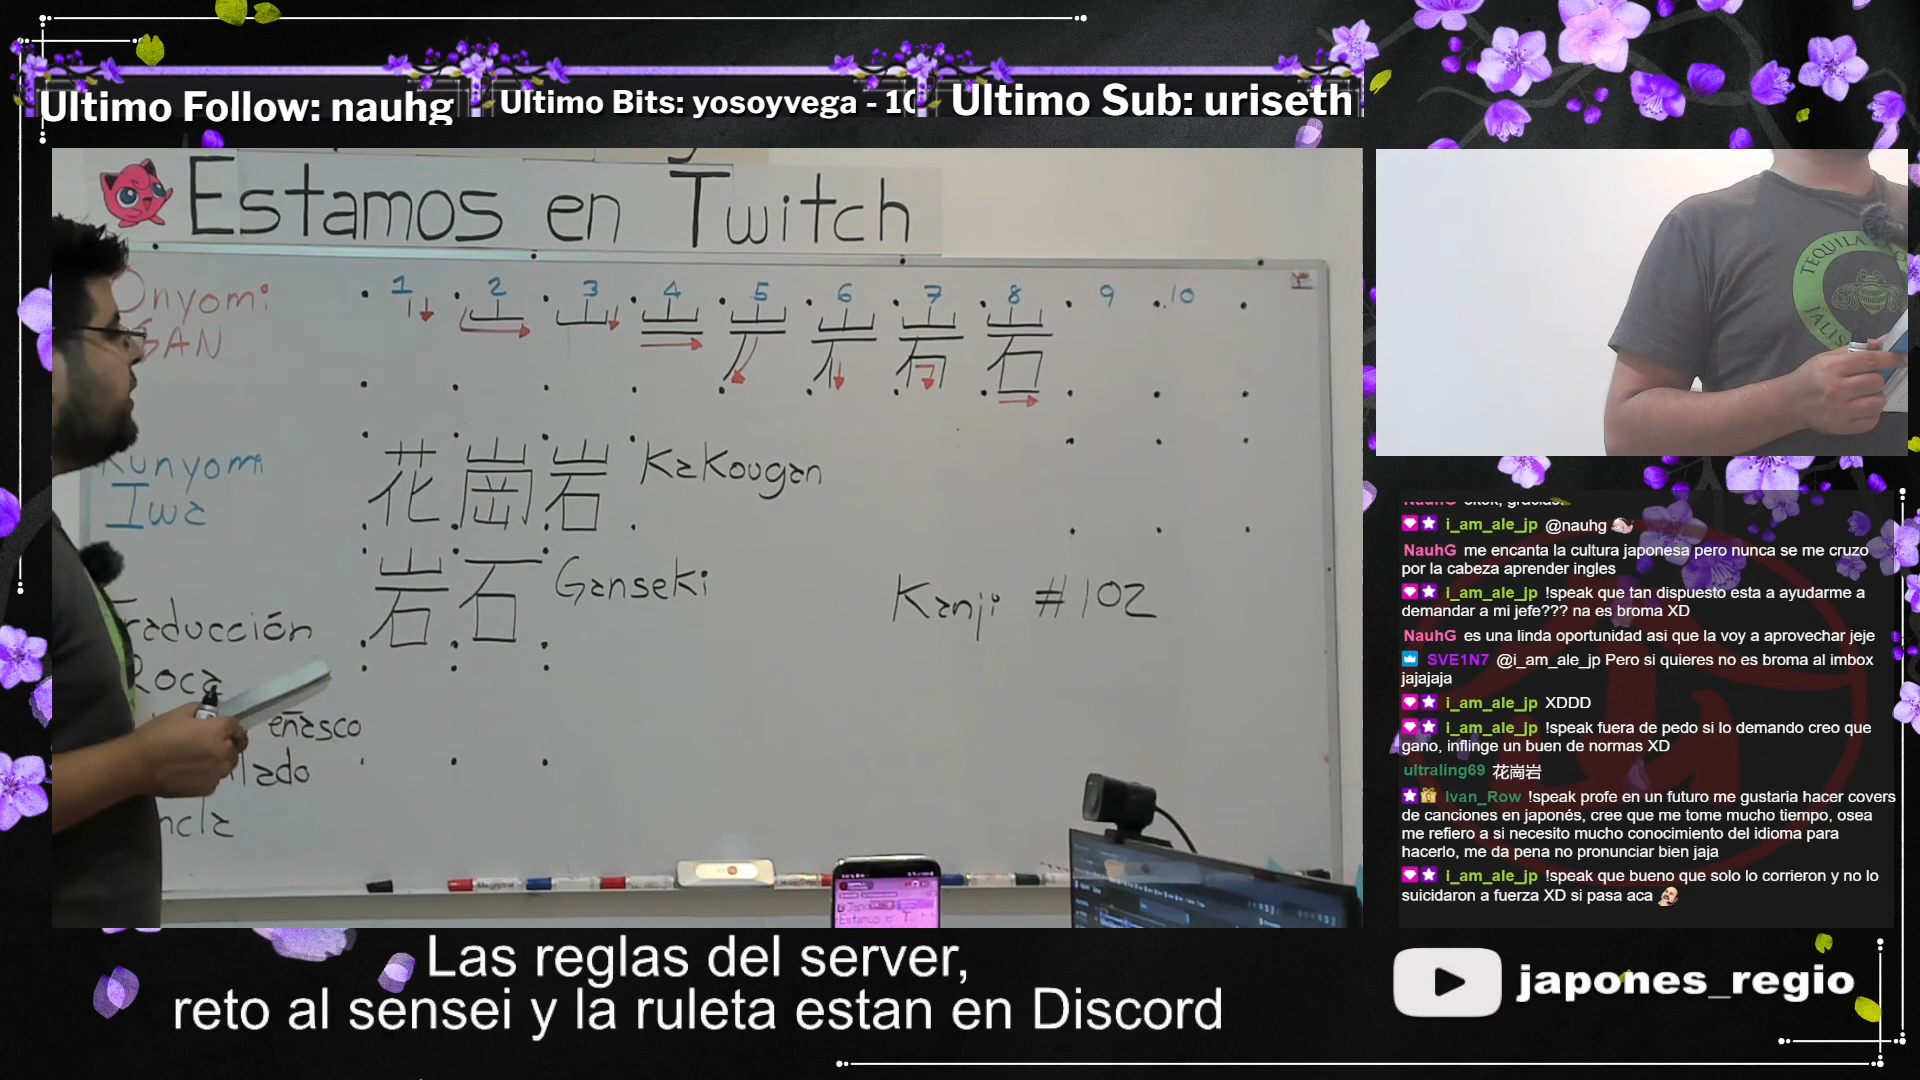 Ultimo Follow: nauhg
Ultimo Bits: yosoyvega - 10
Ultimo Sub: uriseth
Estamos en Twitch
Onyomi
GAN
1 2 3 4 5 6 7 8 9 10
Kunyomi
Iwa
花崗岩 Kakougan
岩石 Ganseki
Kanji #102
Traducción
Roca
eñasco
lado
ncla
TEQUILA
JALIS
i_am_ale_jp @nauhg
NauhG me encanta la cultura japonesa pero nunca se me cruzo
por la cabeza aprender ingles
i_am_ale_jp !speak que tan dispuesto esta a ayudarme a
demandar a mi jefe??? na es broma XD
NauhG es una linda oportunidad asi que la voy a aprovechar jeje
SVE1N7 @i_am_ale_jp Pero si quieres no es broma al imbox
jajajaja
i_am_ale_jp XDDD
i_am_ale_jp !speak fuera de pedo si lo demando creo que
gano, inflinge un buen de normas XD
ultraling69 花崗岩
Ivan_Row !speak profe en un futuro me gustaria hacer covers
de canciones en japonés, cree que me tome mucho tiempo, osea
me refiero a si necesito mucho conocimiento del idioma para
hacerlo, me da pena no pronunciar bien jaja
i_am_ale_jp !speak que bueno que solo lo corrieron y no lo
suicidaron a fuerza XD si pasa aca
Las reglas del server,
reto al sensei y la ruleta estan en Discord
japones_regio